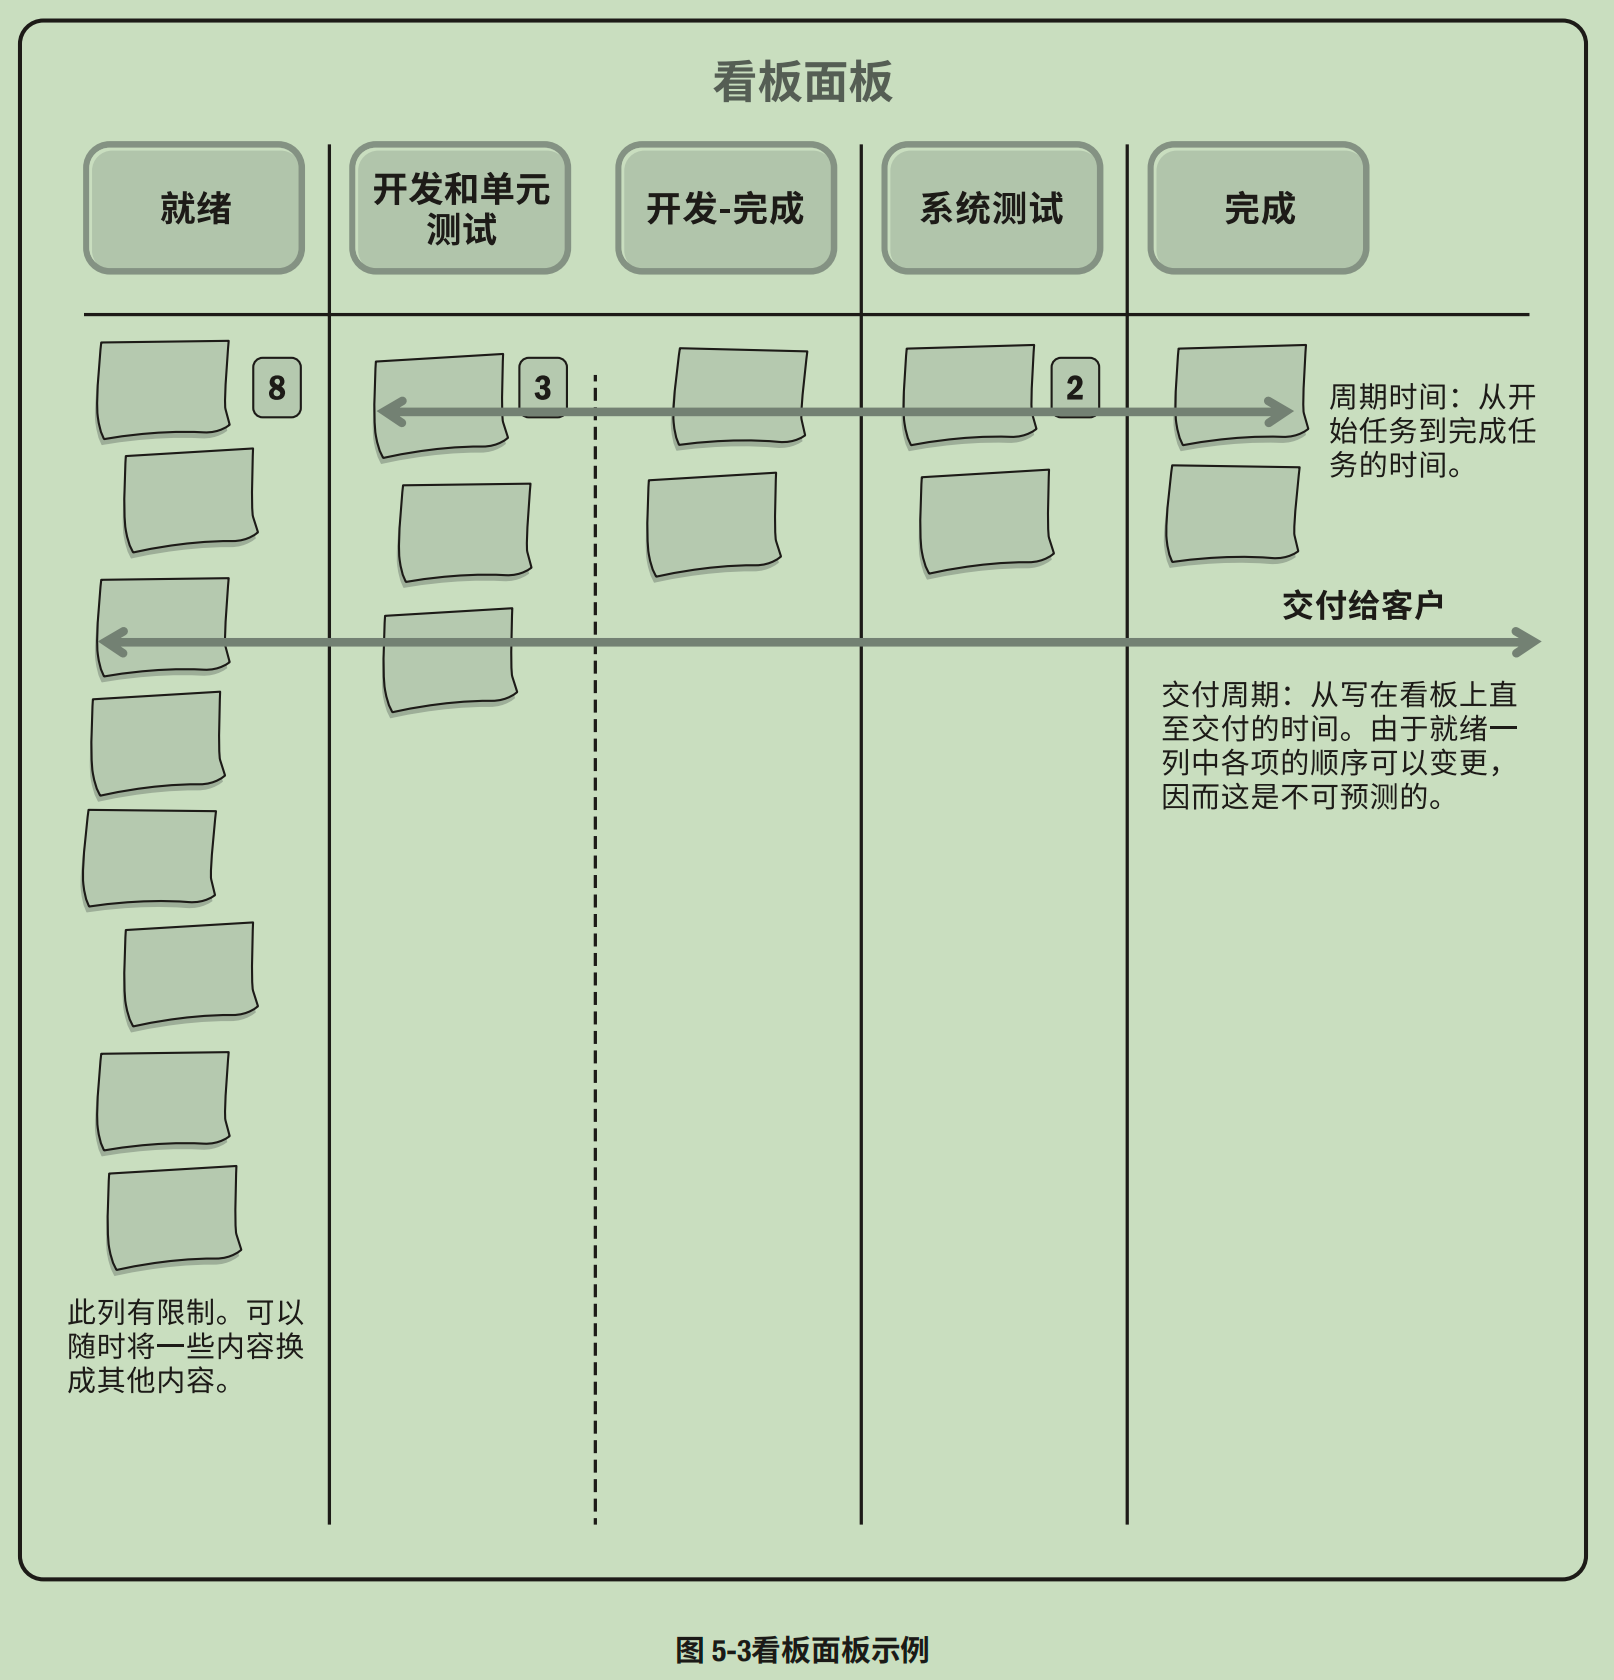 看板面板
就绪
开发和单元
测试
开发-完成
系统测试
完成
8
3
2
周期时间：从开
始任务到完成任
务的时间。
交付给客户
交付周期：从写在看板上直
至交付的时间。由于就绪一
列中各项的顺序可以变更，
因而这是不可预测的。
此列有限制。可以
随时将一些内容换
成其他内容。
图 5-3看板面板示例